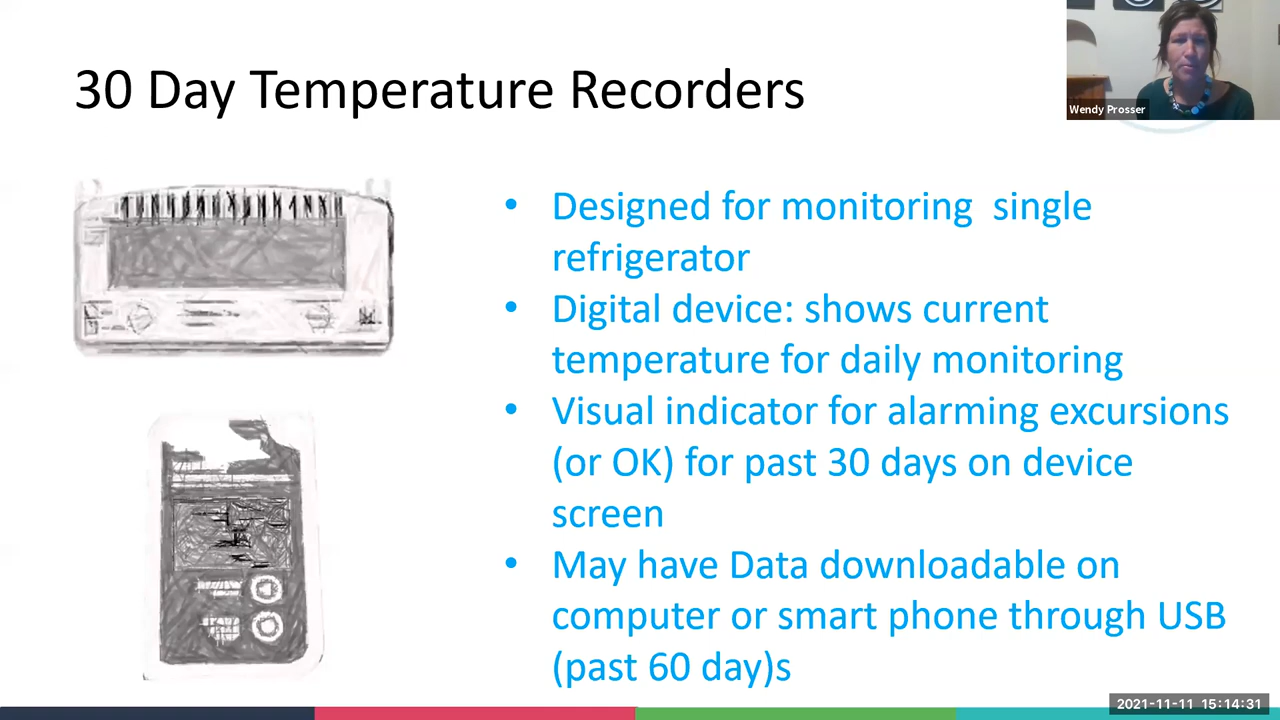 30 Day Temperature Recorders
Wendy Prosser
• Designed for monitoring  single
refrigerator
• Digital device: shows current
temperature for daily monitoring
• Visual indicator for alarming excursions
(or OK) for past 30 days on device
screen
• May have Data downloadable on
computer or smart phone through USB
(past 60 day)s
2021-11-11 15:14:31